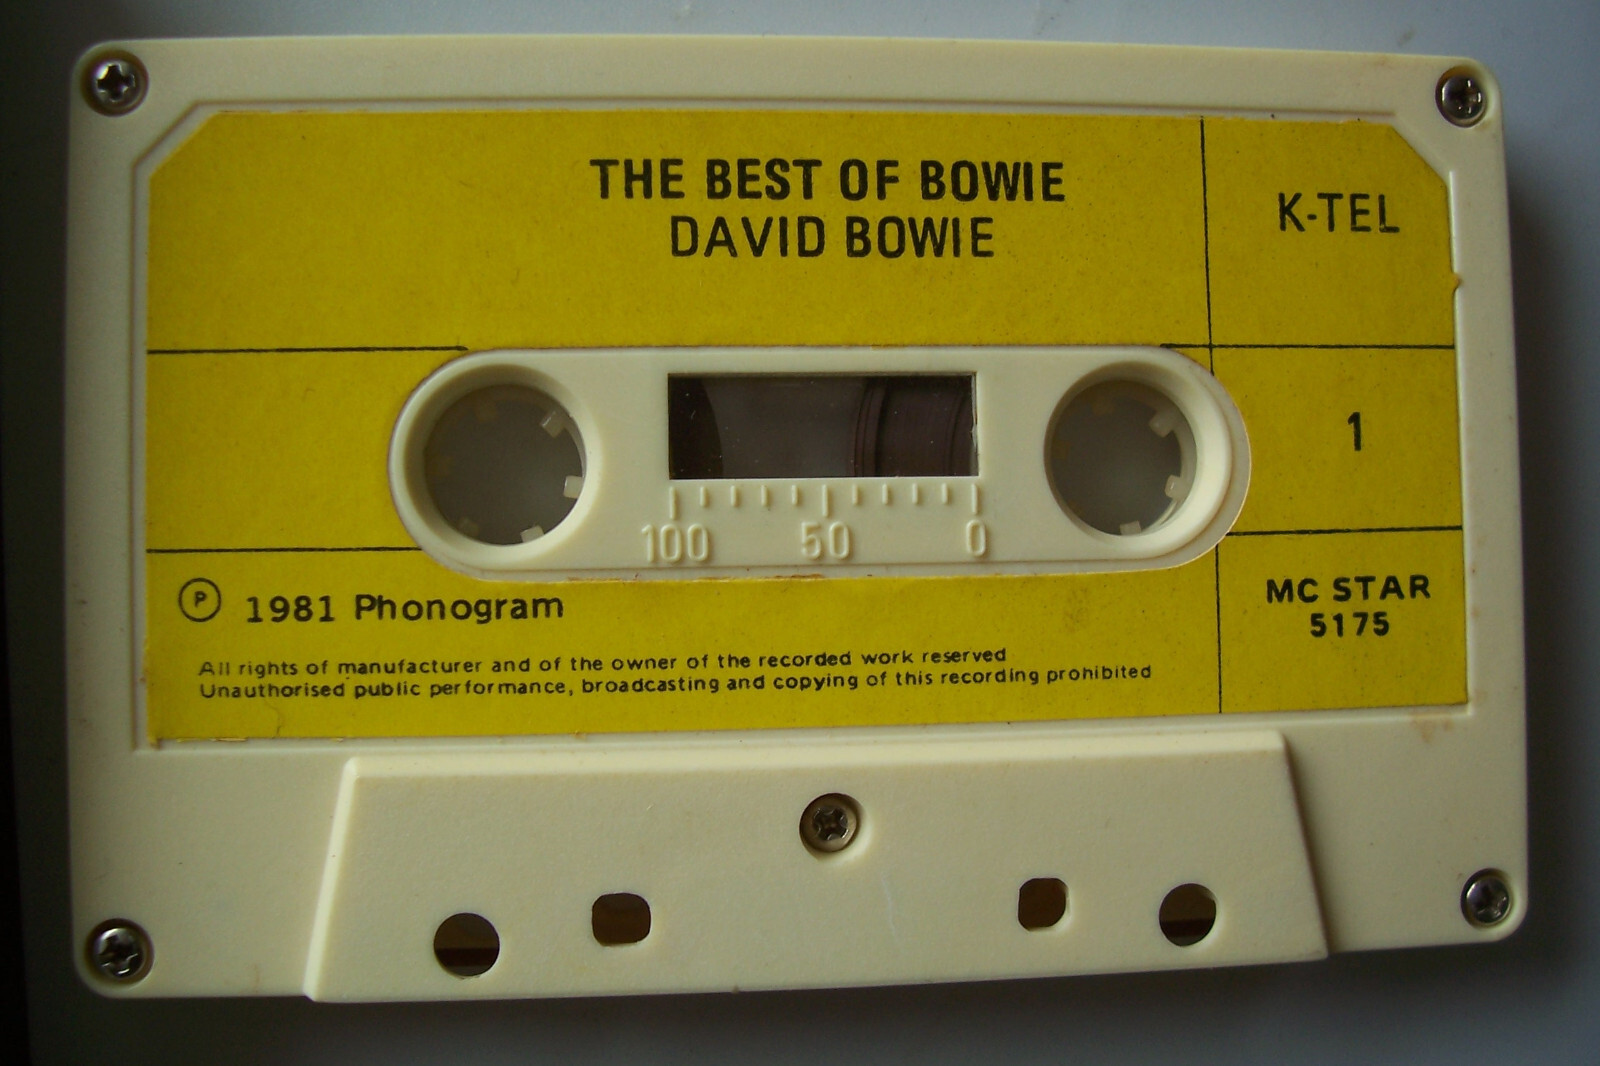 THE BEST OF BOWIE
DAVID BOWIE
K-TEL
1
100 50 0
Ⓟ 1981 Phonogram
MC STAR
5175
All rights of manufacturer and of the owner of the recorded work reserved
Unauthorised public performance, broadcasting and copying of this recording prohibited